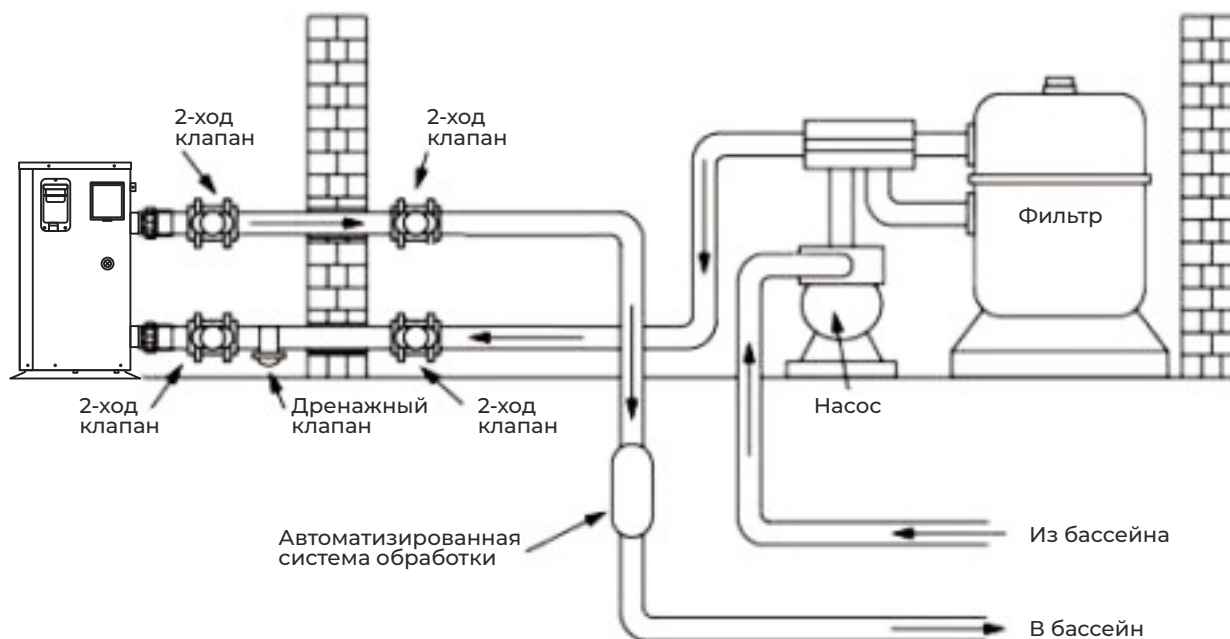 2-ход
клапан
2-ход
клапан
Фильтр
2-ход
клапан
Дренажный
клапан
2-ход
клапан
Насос
Автоматизированная
система обработки
Из бассейна
В бассейн